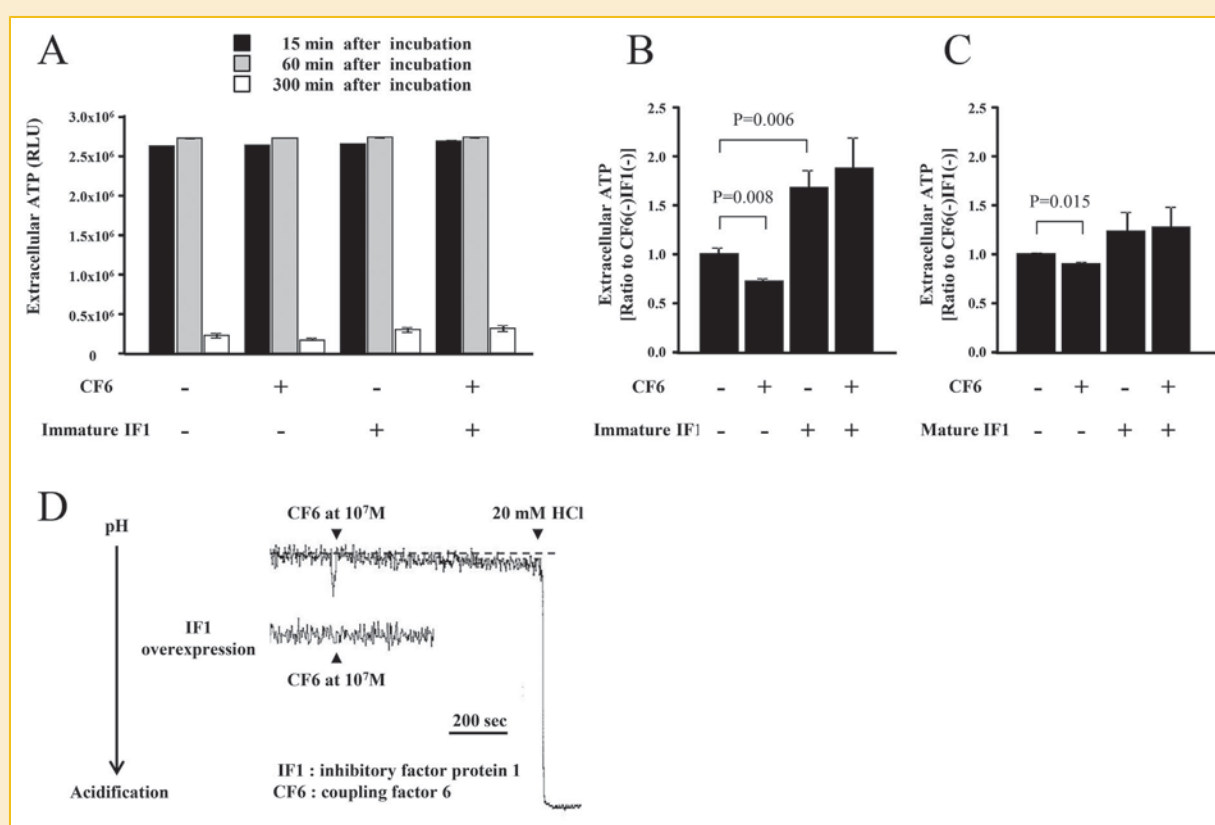 A
15 min after incubation
60 min after incubation
300 min after incubation
Extracellular ATP (RLU)
3.0x10⁶
2.5x10⁶
2.0x10⁶
1.5x10⁶
1.0x10⁶
0.5x10⁶
0
CF6 - + - +
Immature IF1 - - + +
B
Extracellular ATP
[Ratio to CF6(-)IF1(-)]
2.5
2.0
1.5
1.0
0.5
0.0
P=0.006
P=0.008
CF6 - + - +
Immature IF1 - - + +
C
Extracellular ATP
[Ratio to CF6(-)IF1(-)]
2.5
2.0
1.5
1.0
0.5
0.0
P=0.015
CF6 - + - +
Mature IF1 - - + +
D
pH
Acidification
CF6 at 10⁷M
20 mM HCl
IF1
overexpression
CF6 at 10⁷M
200 sec
IF1 : inhibitory factor protein 1
CF6 : coupling factor 6